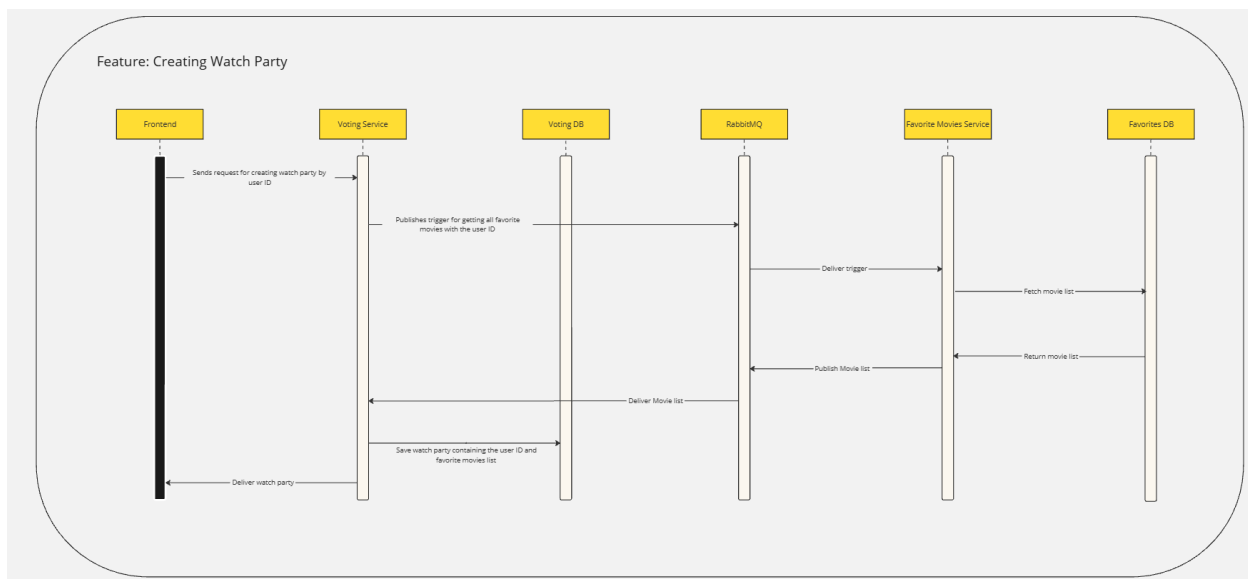 Feature: Creating Watch Party
Frontend
Voting Service
Voting DB
RabbitMQ
Favorite Movies Service
Favorites DB
Sends request for creating watch party by
user ID
Publishes trigger for getting all favorite
movies with the user ID
Deliver trigger
Fetch movie list
Return movie list
Publish Movie list
Deliver Movie list
Save watch party containing the user ID and
favorite movies list
Deliver watch party